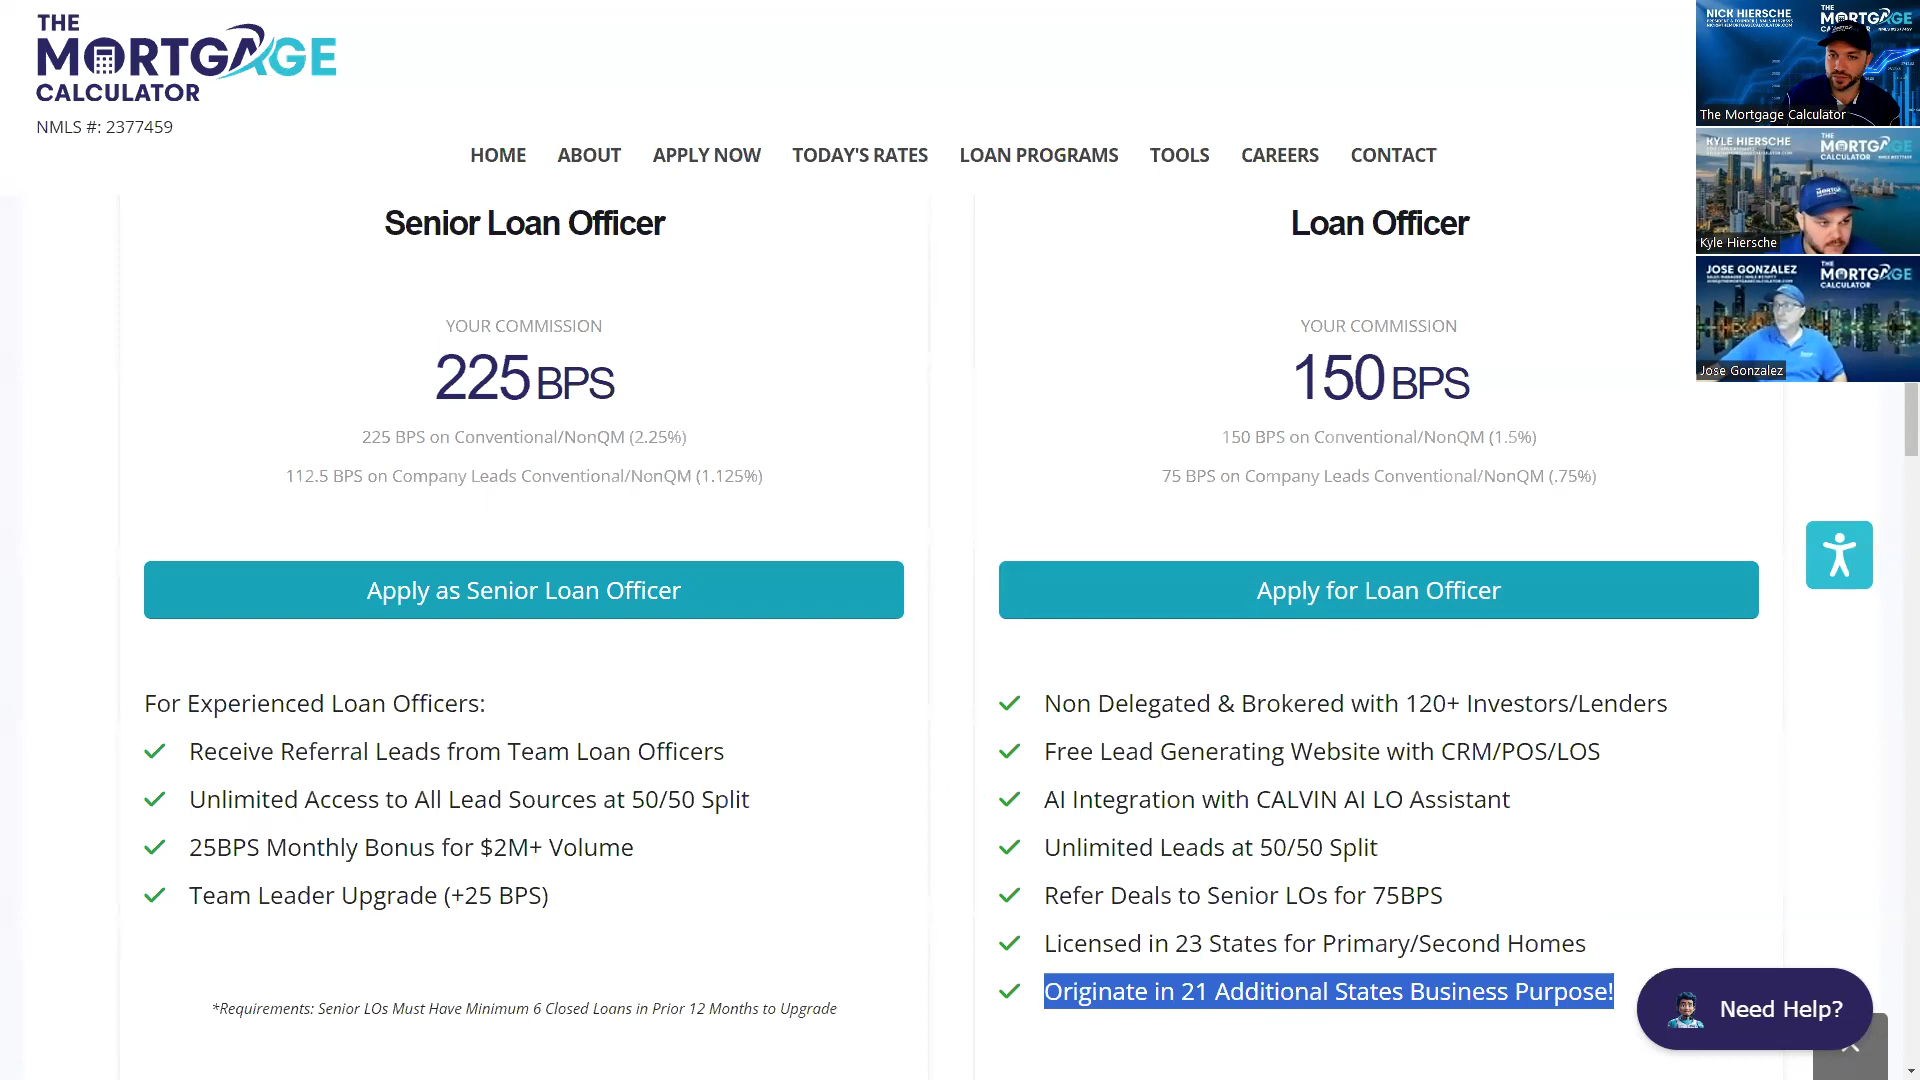 THE
MORTGAGE
CALCULATOR
NMLS #: 2377459
HOME ABOUT APPLY NOW TODAY'S RATES LOAN PROGRAMS TOOLS CAREERS CONTACT
Senior Loan Officer
YOUR COMMISSION
225 BPS
225 BPS on Conventional/NonQM (2.25%)
112.5 BPS on Company Leads Conventional/NonQM (1.125%)
Apply as Senior Loan Officer
For Experienced Loan Officers:
Receive Referral Leads from Team Loan Officers
Unlimited Access to All Lead Sources at 50/50 Split
25BPS Monthly Bonus for $2M+ Volume
Team Leader Upgrade (+25 BPS)
*Requirements: Senior LOs Must Have Minimum 6 Closed Loans in Prior 12 Months to Upgrade
Loan Officer
YOUR COMMISSION
150 BPS
150 BPS on Conventional/NonQM (1.5%)
75 BPS on Company Leads Conventional/NonQM (.75%)
Apply for Loan Officer
Non Delegated & Brokered with 120+ Investors/Lenders
Free Lead Generating Website with CRM/POS/LOS
AI Integration with CALVIN AI LO Assistant
Unlimited Leads at 50/50 Split
Refer Deals to Senior LOs for 75BPS
Licensed in 23 States for Primary/Second Homes
Originate in 21 Additional States Business Purpose!
Need Help?
NICK HIERSCHE
THE
MORTGAGE
The Mortgage Calculator
KYLE HIERSCHE
THE
MORTGAGE
CALCULATOR
Kyle Hiersche
JOSE GONZALEZ
THE
MORTGAGE
CALCULATOR
Jose Gonzalez